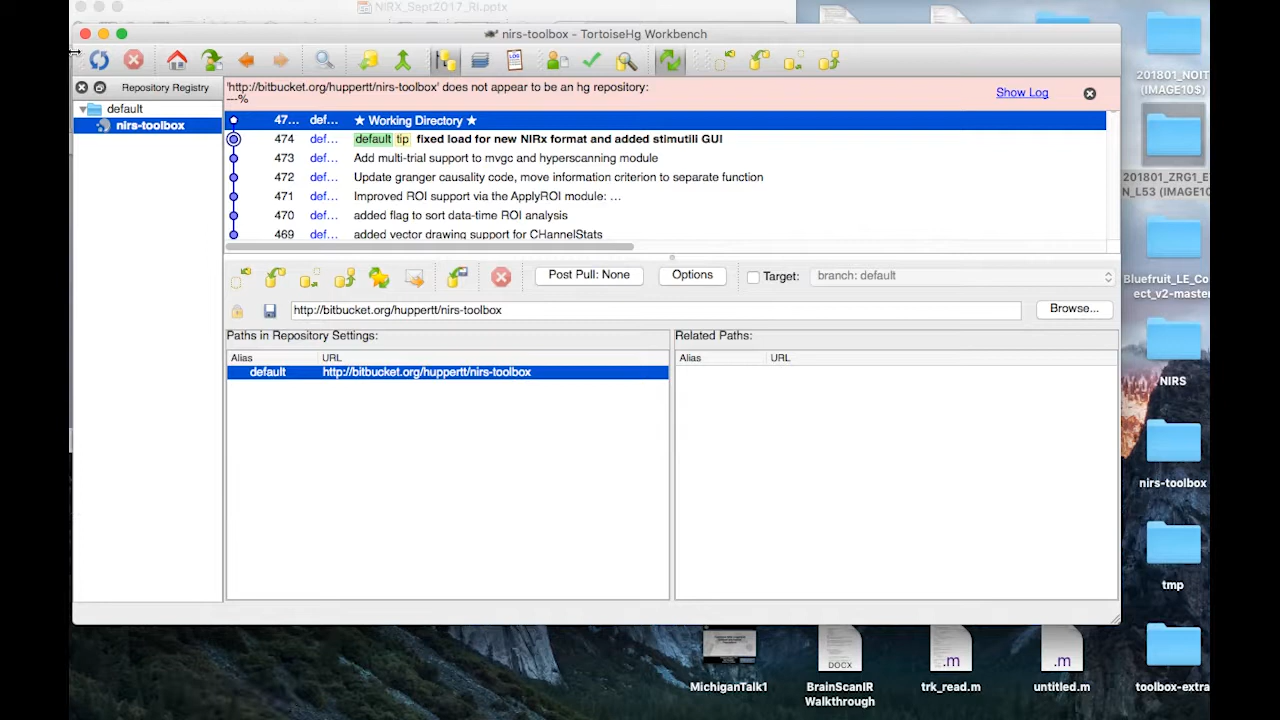 NIRX_Sept2017_Ri.pptx
nirs-toolbox - TortoiseHg Workbench
Repository Registry
default
nirs-toolbox
'http://bitbucket.org/huppertt/nirs-toolbox' does not appear to be an hg repository:
---%
Show Log
47... def... ★ Working Directory ★
474 def... default tip fixed load for new NIRx format and added stimutili GUI
473 def... Add multi-trial support to mvgc and hyperscanning module
472 def... Update granger causality code, move information criterion to separate function
471 def... Improved ROI support via the ApplyROI module: ...
470 def... added flag to sort data-time ROI analysis
469 def... added vector drawing support for CHannelStats
Post Pull: None
Options
Target:
branch: default
http://bitbucket.org/huppertt/nirs-toolbox
Browse...
Paths in Repository Settings:
Related Paths:
Alias URL
Alias URL
default http://bitbucket.org/huppertt/nirs-toolbox
201801_NOIT
(IMAGE10$)
201801_ZRG1_E
N_L53 (IMAGE10
Bluefruit_LE_Co
ect_v2-master
NIRS
nirs-toolbox
tmp
toolbox-extra
MichiganTalk1
DOCX
BrainScanIR
Walkthrough
.m
trk_read.m
.m
untitled.m
LOG